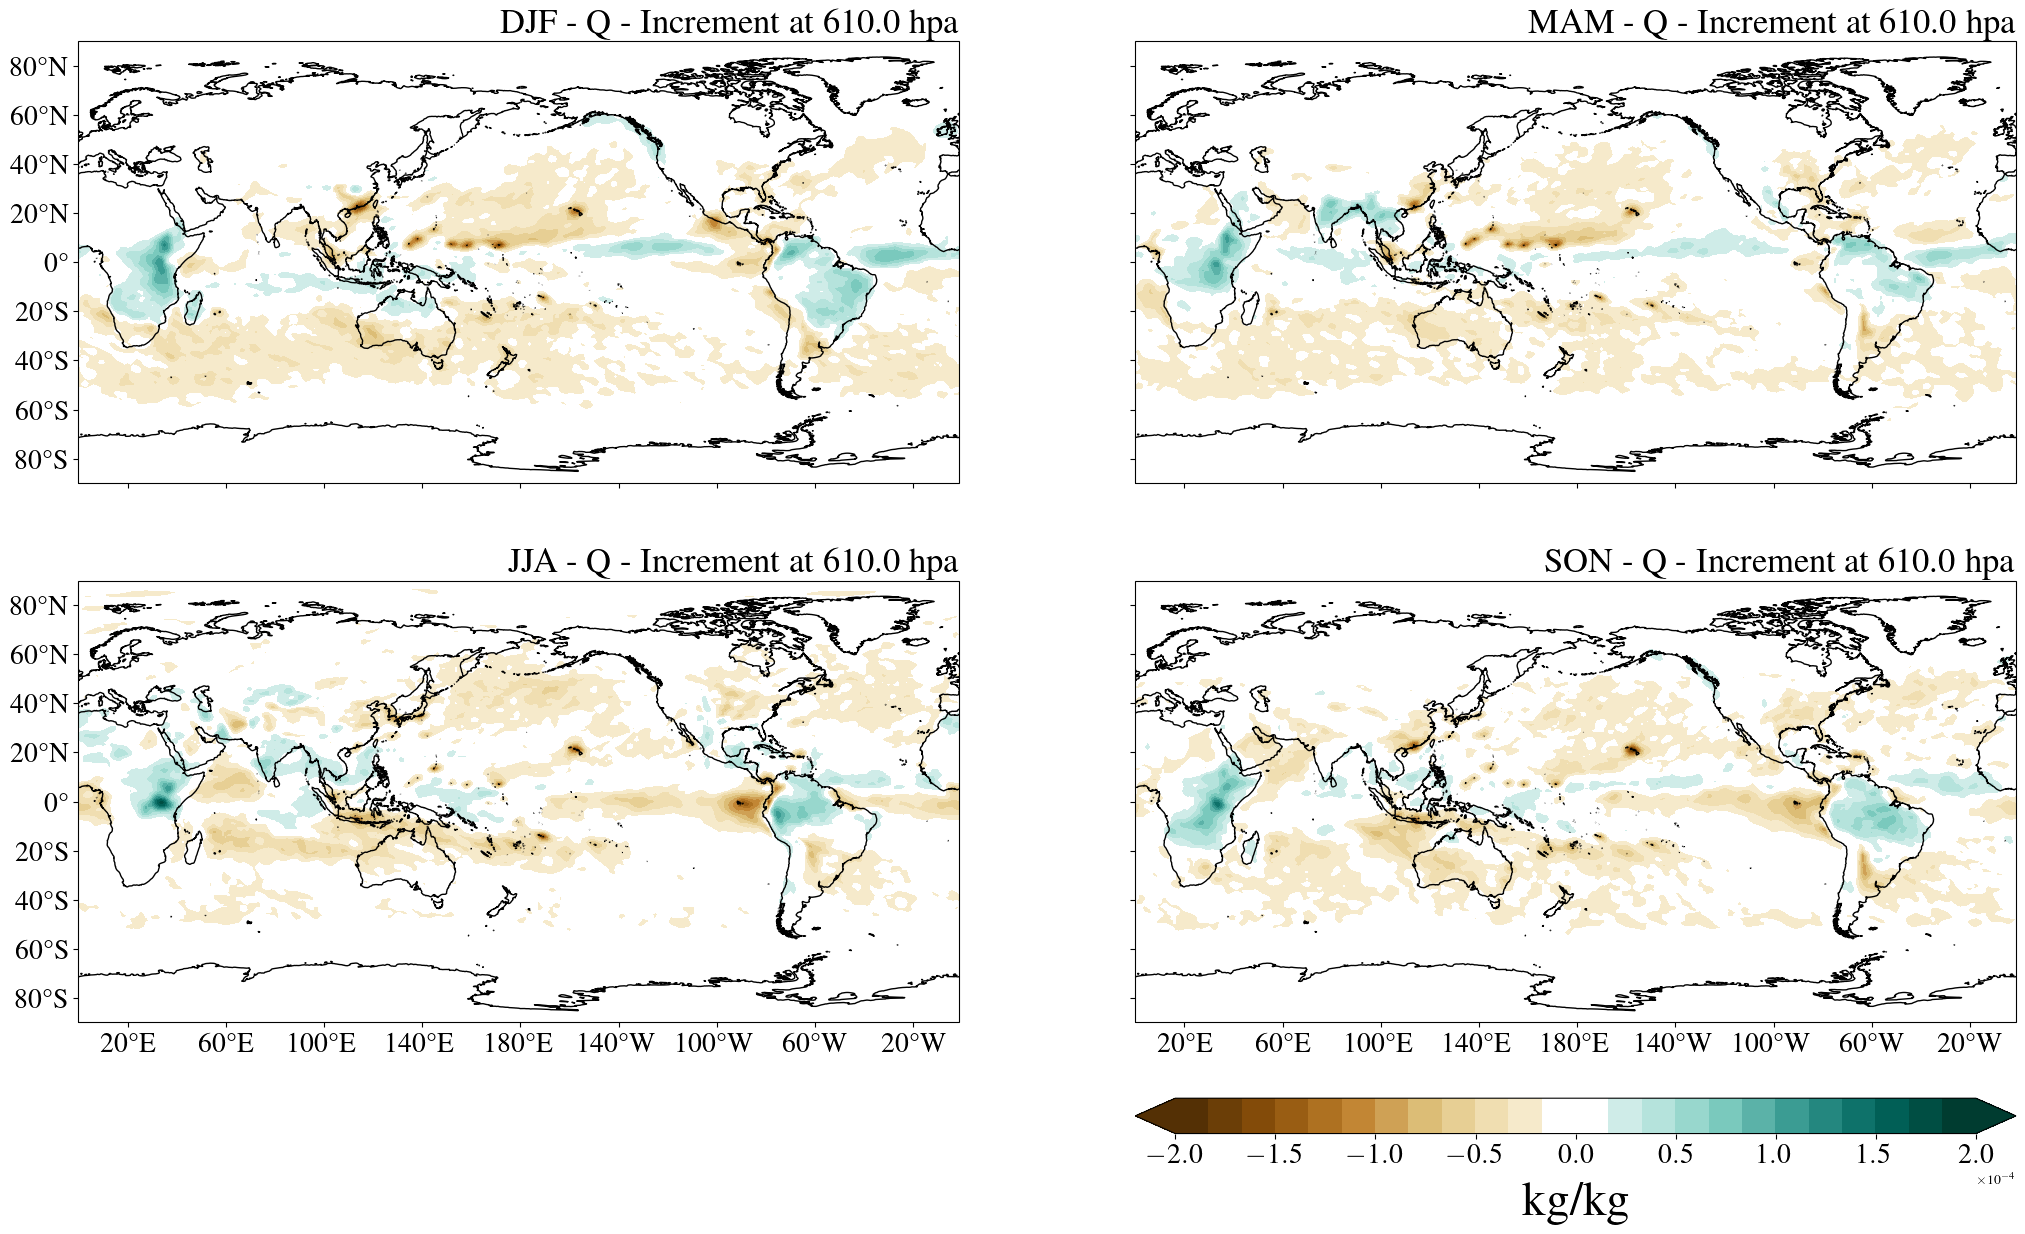 DJF - Q - Increment at 610.0 hpa
MAM - Q - Increment at 610.0 hpa
80°N
60°N
40°N
20°N
0°
20°S
40°S
60°S
80°S
JJA - Q - Increment at 610.0 hpa
SON - Q - Increment at 610.0 hpa
80°N
60°N
40°N
20°N
0°
20°S
40°S
60°S
80°S
20°E 60°E 100°E 140°E 180°E 140°W 100°W 60°W 20°W
20°E 60°E 100°E 140°E 180°E 140°W 100°W 60°W 20°W
−2.0 −1.5 −1.0 −0.5 0.0 0.5 1.0 1.5 2.0
×10⁻⁴
kg/kg